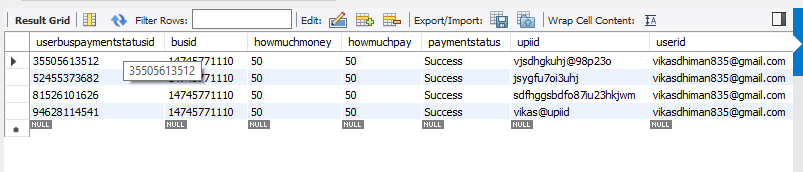 Result Grid Filter Rows: Edit: Export/Import: Wrap Cell Content:
userbuspaymentstatusid busid howmuchmoney howmuchpay paymentstatus upiid userid
35505613512 14745771110 50 50 Success vjsdhgkuhj@98p23o vikasdhiman835@gmail.com
35505613512
52455373682 14745771110 50 50 Success jsygfu7oi3uhj vikasdhiman835@gmail.com
81526101626 14745771110 50 50 Success sdfhggsbdfo87iu23hkjwm vikasdhiman835@gmail.com
94628114541 14745771110 50 50 Success vikas@upiid vikasdhiman835@gmail.com
NULL NULL NULL NULL NULL NULL NULL